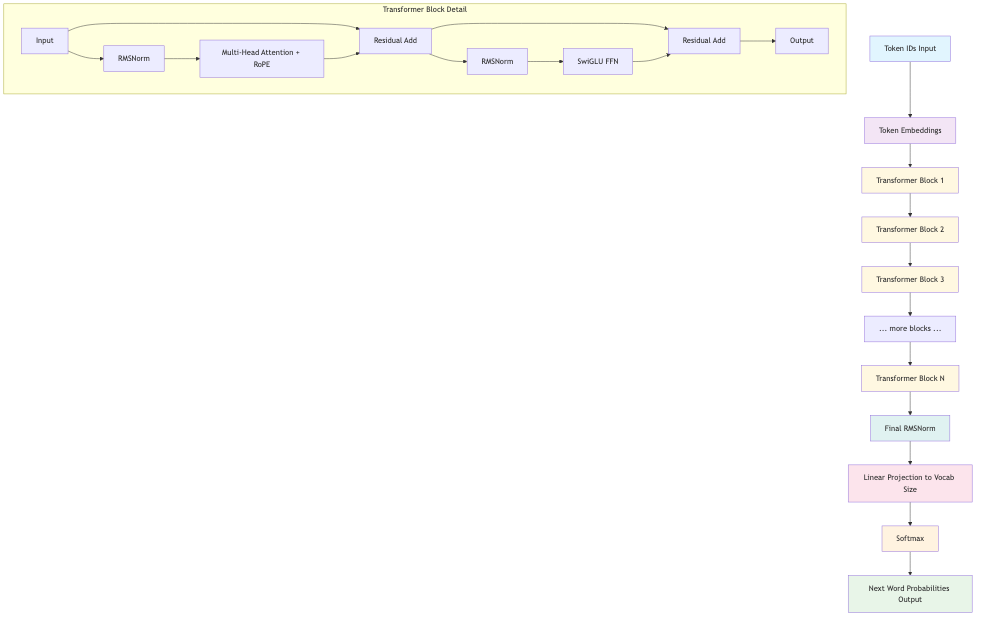 Transformer Block Detail
Input
RMSNorm
Multi-Head Attention +
RoPE
Residual Add
RMSNorm
SwiGLU FFN
Residual Add
Output
Token IDs Input
Token Embeddings
Transformer Block 1
Transformer Block 2
Transformer Block 3
... more blocks ...
Transformer Block N
Final RMSNorm
Linear Projection to Vocab
Size
Softmax
Next Word Probabilities
Output